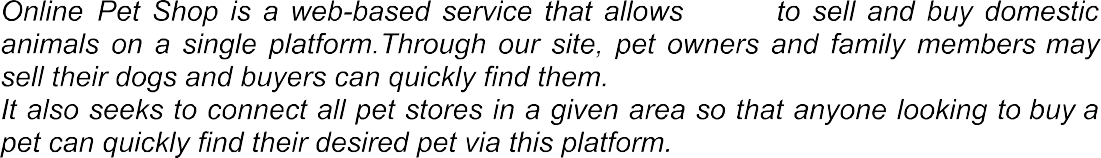 Online Pet Shop is a web-based service that allows to sell and buy domestic
animals on a single platform.Through our site, pet owners and family members may
sell their dogs and buyers can quickly find them.
It also seeks to connect all pet stores in a given area so that anyone looking to buy a
pet can quickly find their desired pet via this platform.